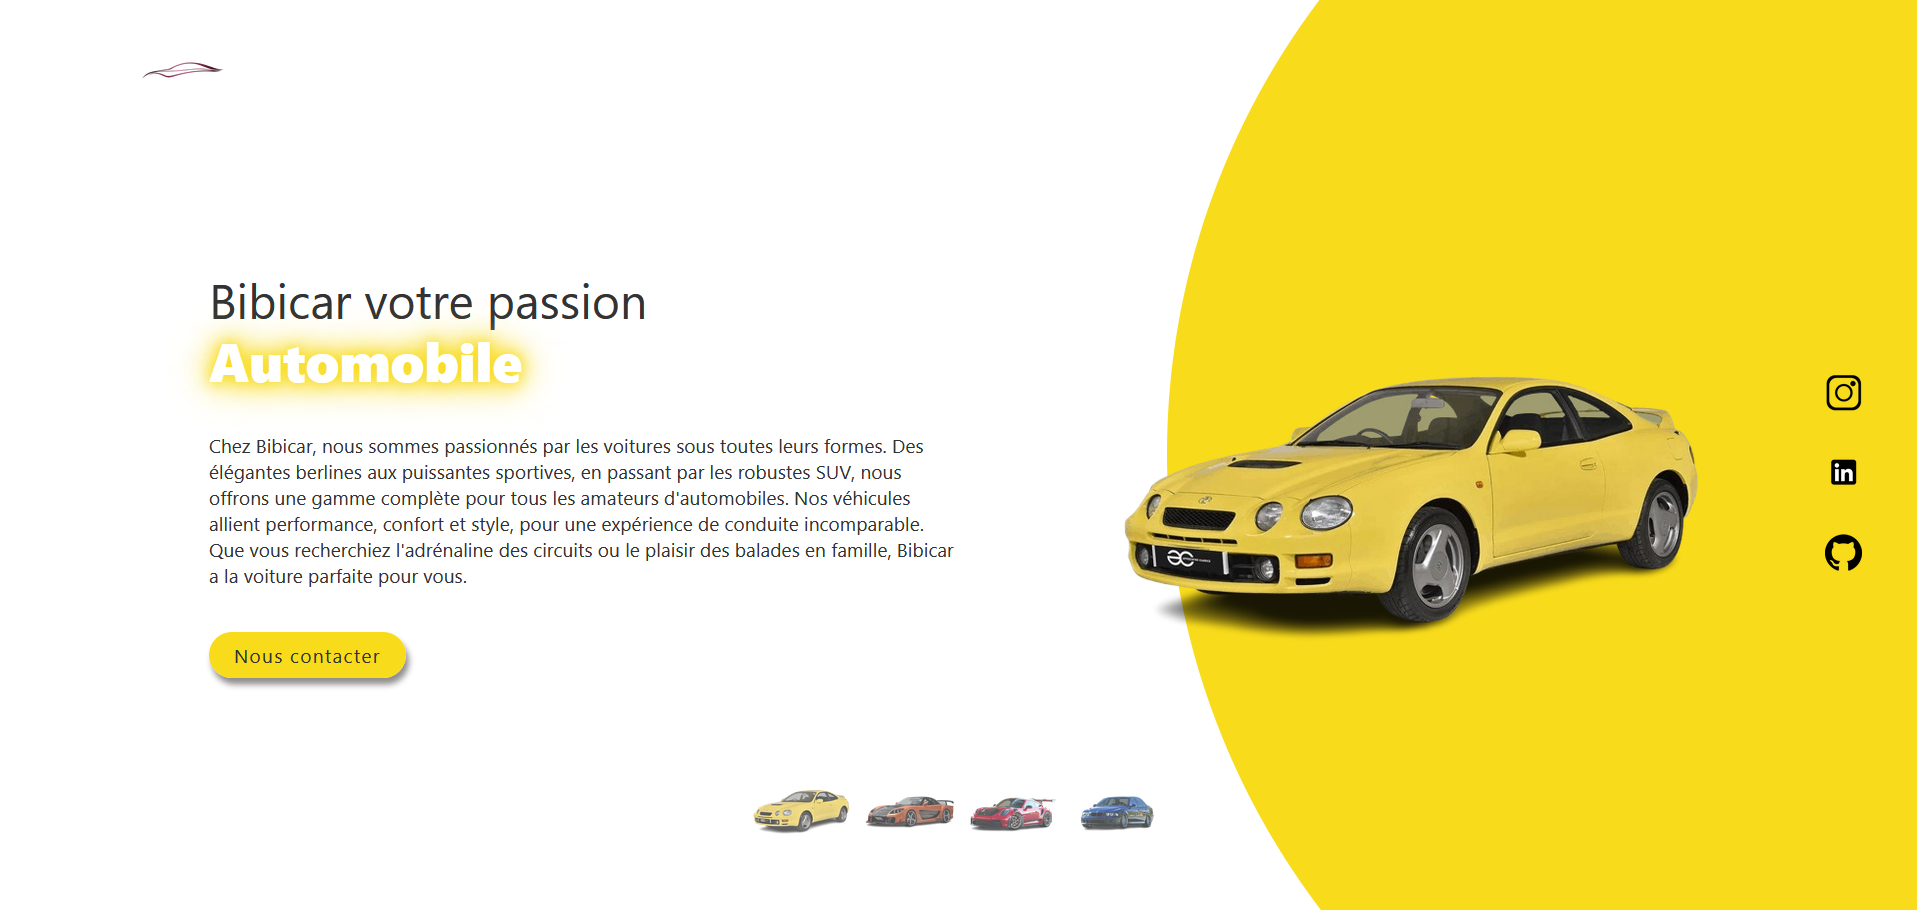 Bibicar votre passion
Automobile
Chez Bibicar, nous sommes passionnés par les voitures sous toutes leurs formes. Des
élégantes berlines aux puissantes sportives, en passant par les robustes SUV, nous
offrons une gamme complète pour tous les amateurs d'automobiles. Nos véhicules
allient performance, confort et style, pour une expérience de conduite incomparable.
Que vous recherchiez l'adrénaline des circuits ou le plaisir des balades en famille, Bibicar
a la voiture parfaite pour vous.
Nous contacter
in